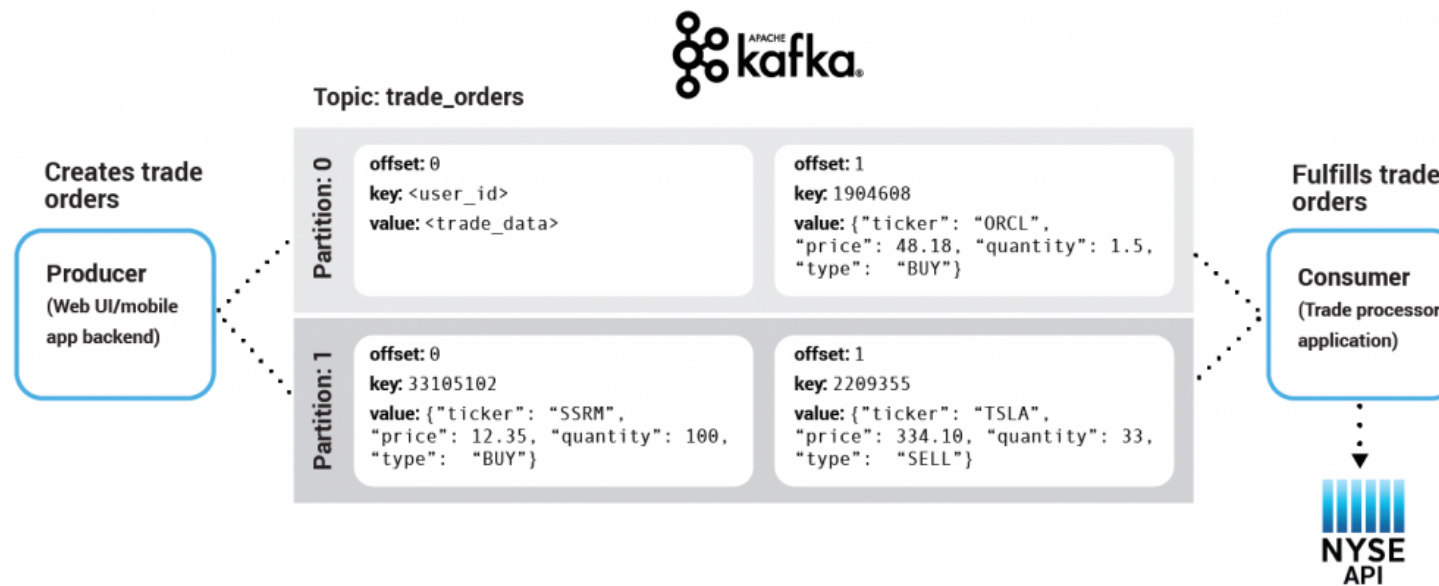 APACHE
kafka®
Topic: trade_orders
Creates trade
orders
Producer
(Web UI/mobile
app backend)
Partition: 0
offset: 0
key: <user_id>
value: <trade_data>
offset: 1
key: 1904608
value: {"ticker": “ORCL”,
“price”: 48.18, “quantity”: 1.5,
“type”:  “BUY”}
Partition: 1
offset: 0
key: 33105102
value: {"ticker": “SSRM”,
“price”: 12.35, “quantity”: 100,
“type”:  “BUY”}
offset: 1
key: 2209355
value: {"ticker": “TSLA”,
“price”: 334.10, “quantity”: 33,
“type”:  “SELL”}
Fulfills trade
orders
Consumer
(Trade processor
application)
NYSE
API